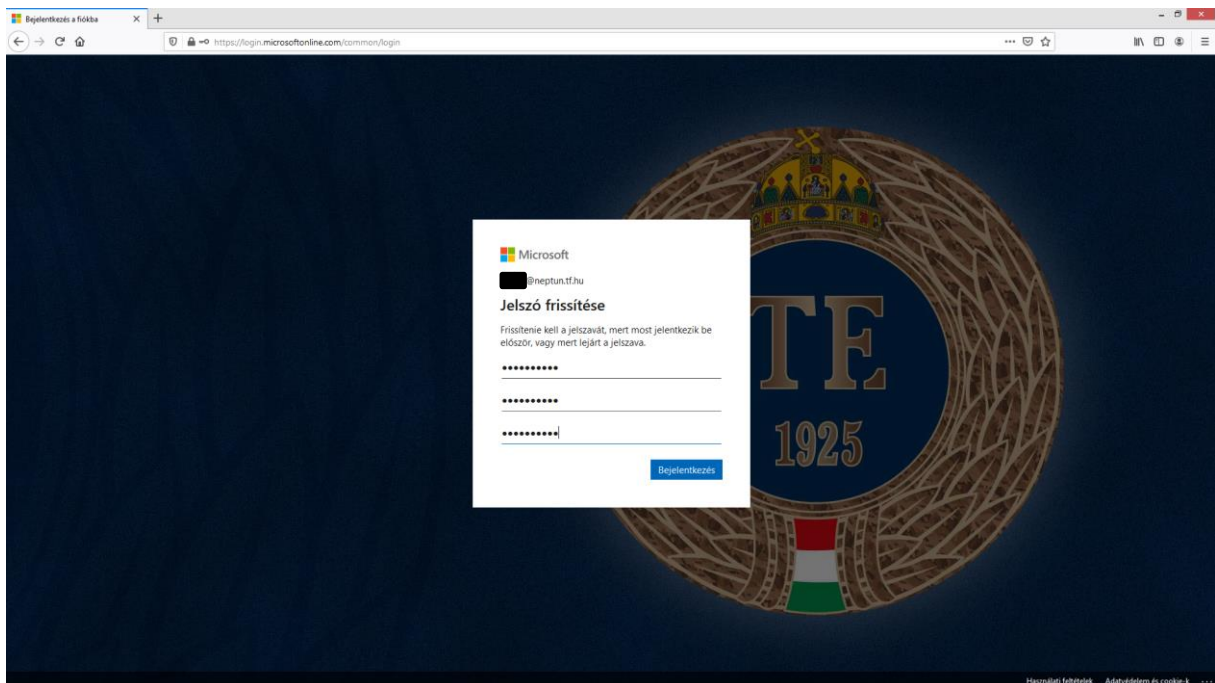 Bejelentkezés a fiókba
https://login.microsoftonline.com/common/login
Microsoft
@neptun.tf.hu
Jelszó frissítése
Frissítenie kell a jelszavát, mert most jelentkezik be
először, vagy mert lejárt a jelszava.
Bejelentkezés
TE
1925
Használati feltételek Adatvédelem és cookie-k ...